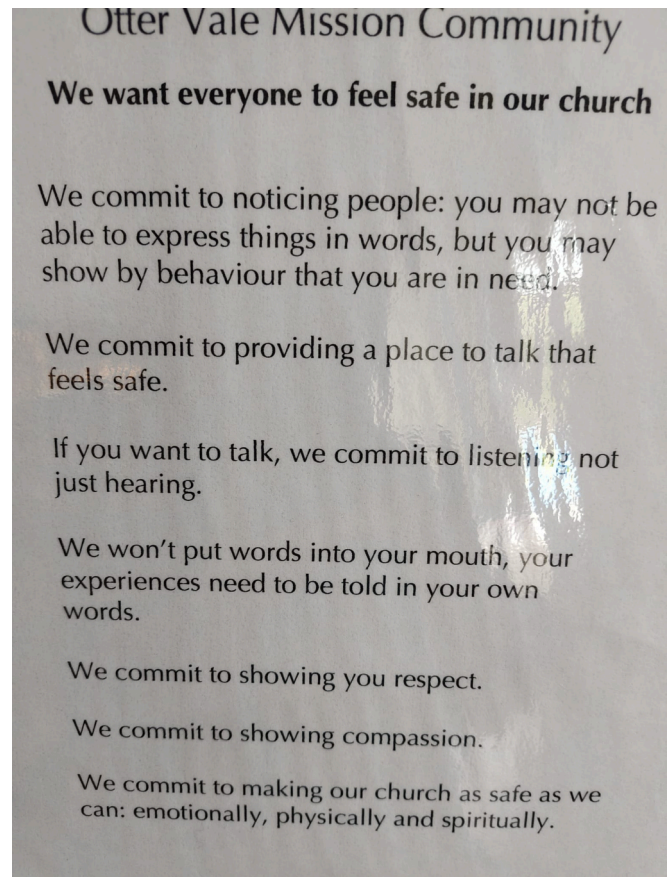 Otter Vale Mission Community
We want everyone to feel safe in our church
We commit to noticing people: you may not be
able to express things in words, but you may
show by behaviour that you are in need.
We commit to providing a place to talk that
feels safe.
If you want to talk, we commit to listening not
just hearing.
We won't put words into your mouth, your
experiences need to be told in your own
words.
We commit to showing you respect.
We commit to showing compassion.
We commit to making our church as safe as we
can: emotionally, physically and spiritually.